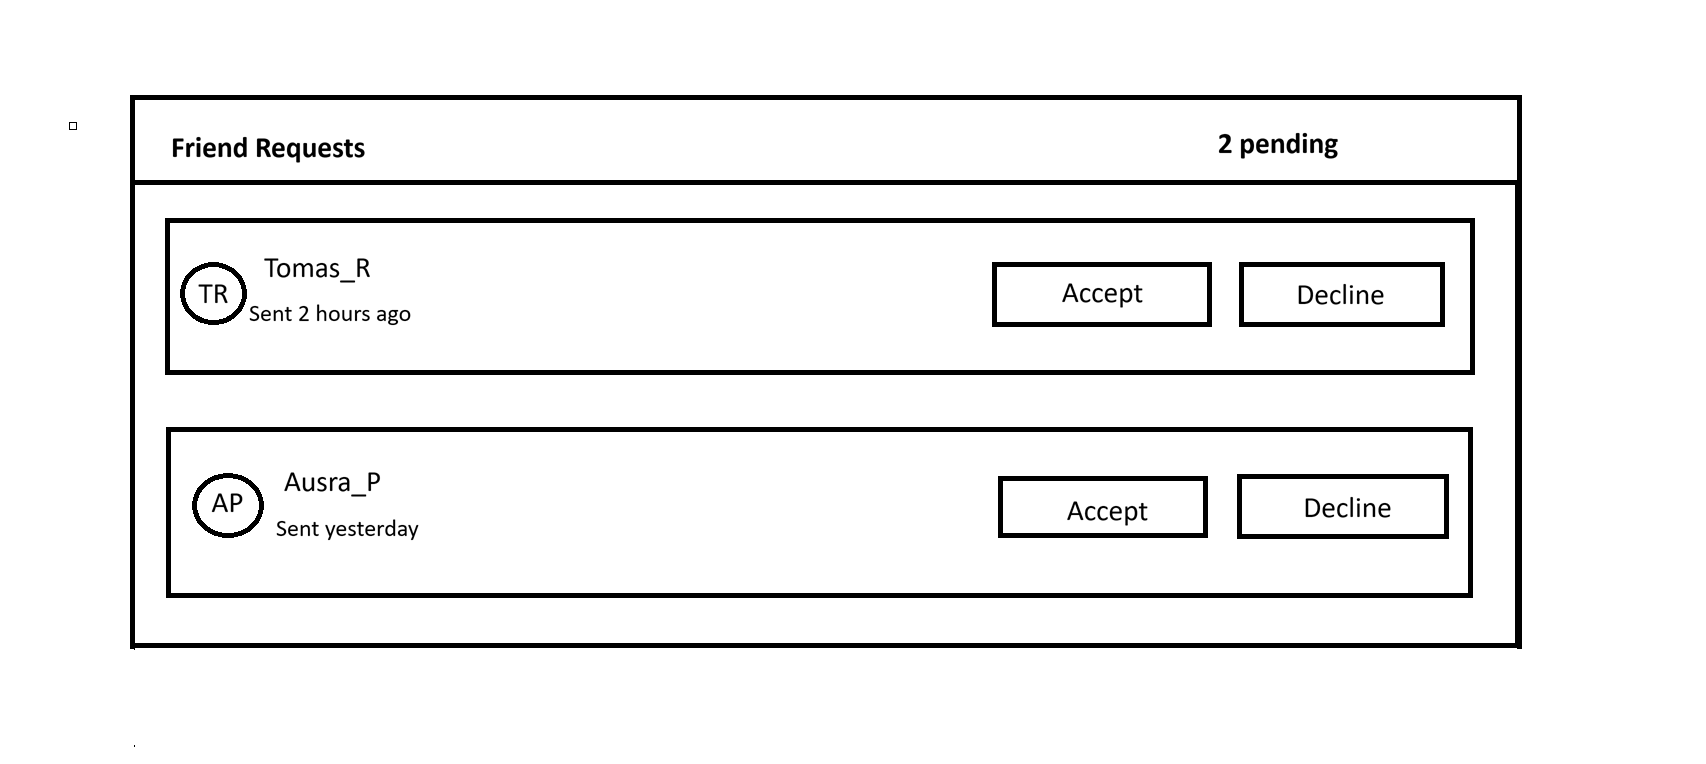 Friend Requests
2 pending
TR
Tomas_R
Sent 2 hours ago
Accept
Decline
AP
Ausra_P
Sent yesterday
Accept
Decline